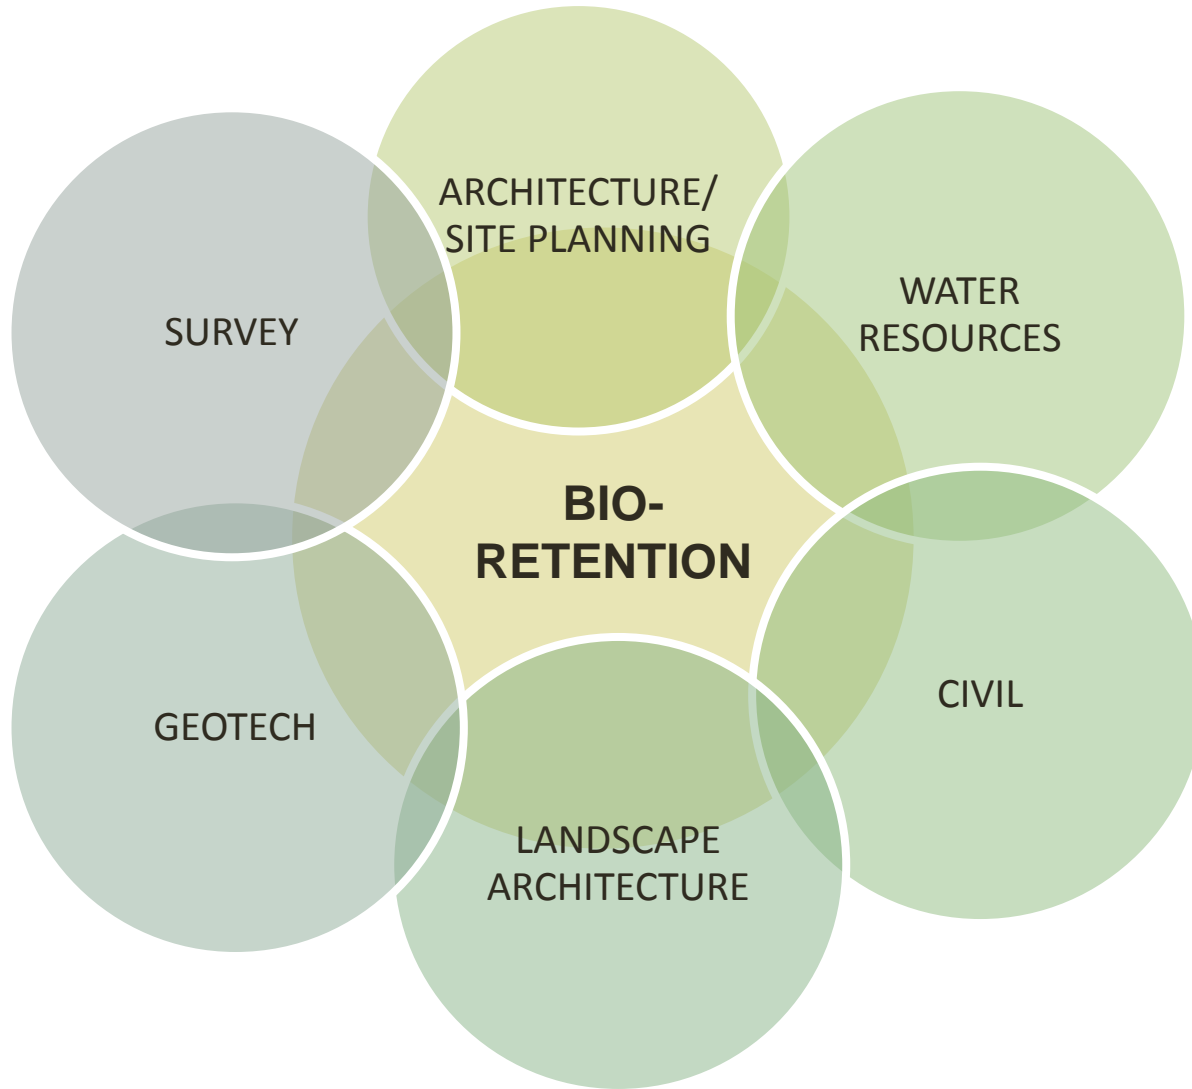 ARCHITECTURE/
SITE PLANNING
WATER
RESOURCES
SURVEY
BIO-
RETENTION
CIVIL
GEOTECH
LANDSCAPE
ARCHITECTURE